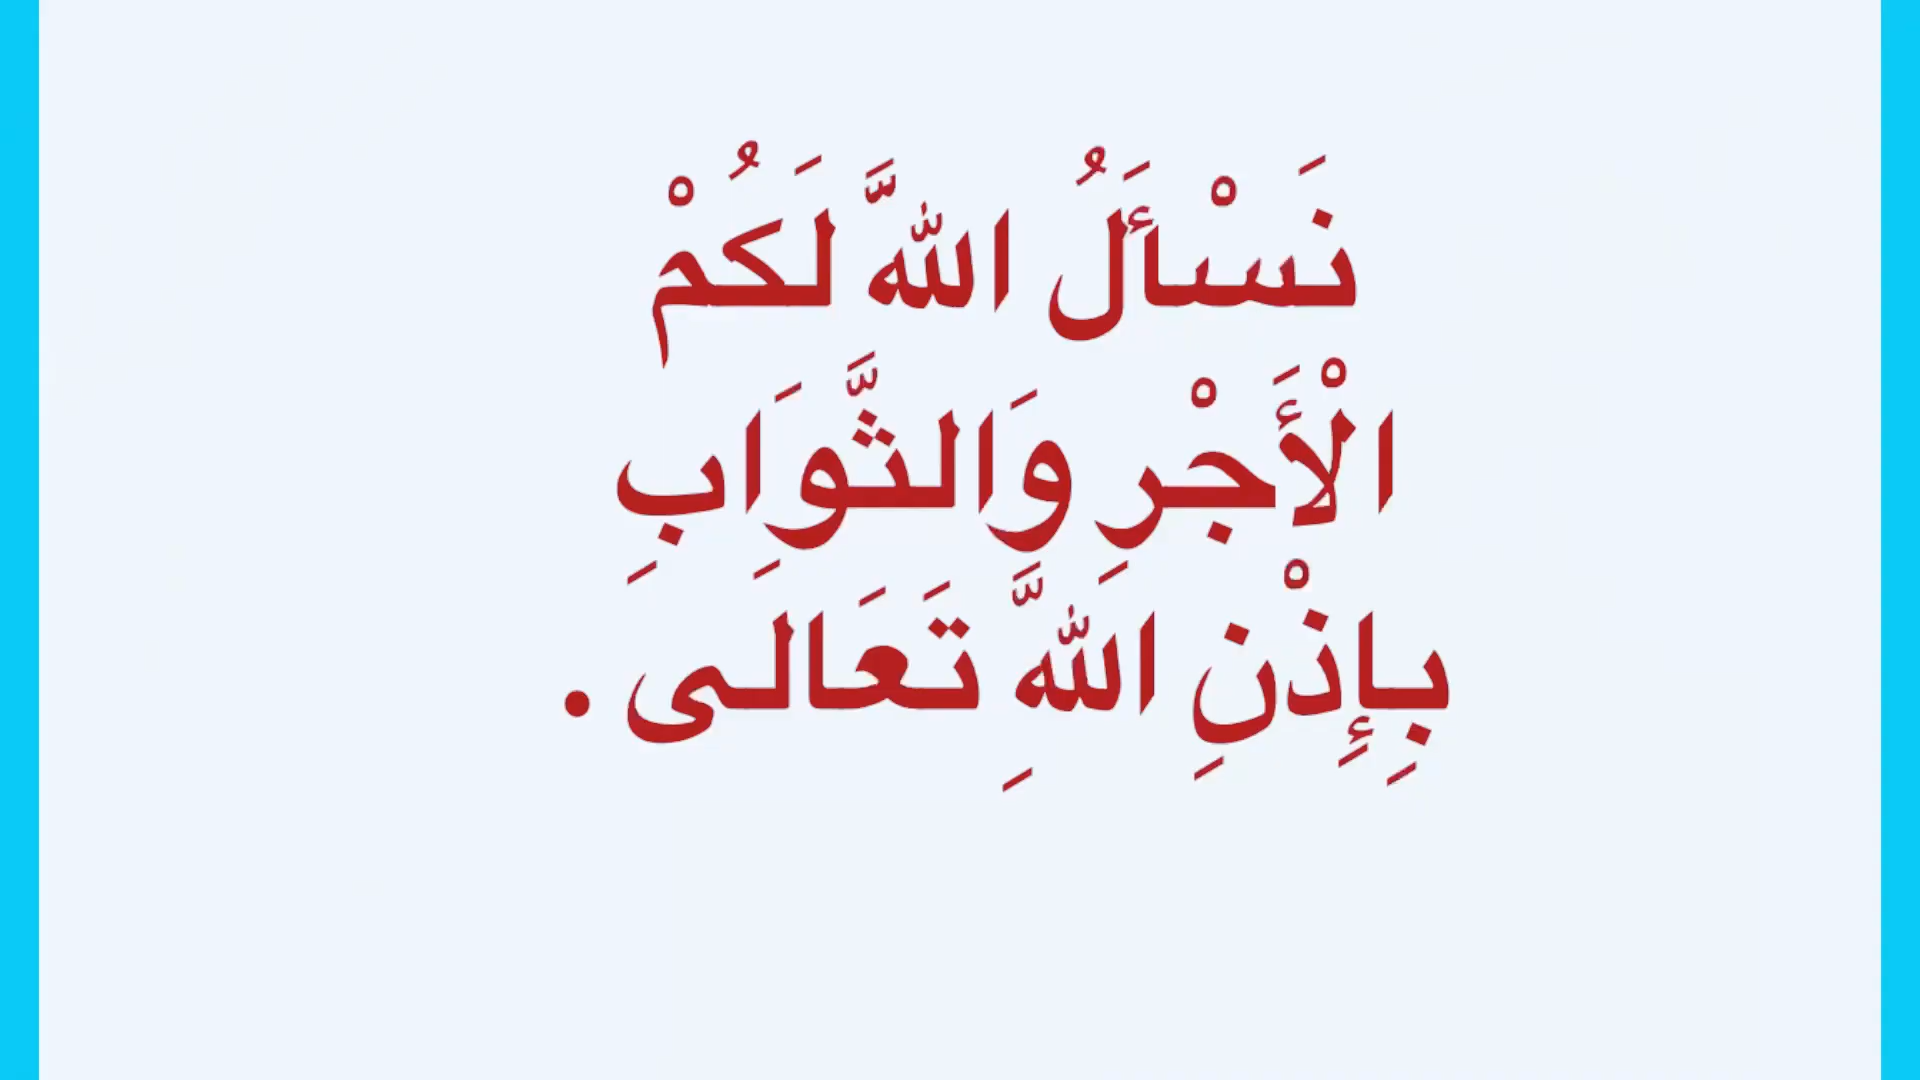 نَسْأَلُ اللَّهَ لَكُمْ
الْأَجْرِ وَالثَّوَِابِ
بِإِذْنِ اللَّهِ تَعَالَى .